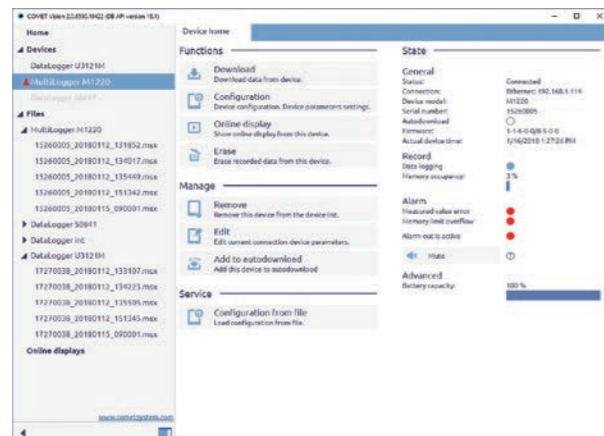 COMET Vision 2.0.6590.19422 (DB API version 10.1)
Home
Devices
DataLogger U3121M
MultiLogger M1220
DataLogger S0841
Files
MultiLogger M1220
15260005_20180112_131852.msx
15260005_20180112_134017.msx
15260005_20180112_135449.msx
15260005_20180112_151342.msx
15260005_20180115_090001.msx
DataLogger S0841
DataLogger int
DataLogger U3121M
17270038_20180112_133107.msx
17270038_20180112_134223.msx
17270038_20180112_135505.msx
17270038_20180112_151345.msx
17270038_20180115_090001.msx
Online displays
www.cometsystem.com
Device home
Functions
Download
Download data from device.
Configuration
Device configuration. Device parameters settings.
Online display
Show online display from this device.
Erase
Erase recorded data from this device.
Manage
Remove
Remove this device from the device list.
Edit
Edit current connection device parameters.
Add to autodownload
Add this device to autodownload
Service
Configuration from file
Load configuration from file.
State
General
Status: Connected
Connection: Ethernet: 192.168.1.114
Device model: M1220
Serial number: 15260005
Autodownload
Firmware:
Actual device time: 1/16/2018 1:27:26 PM
Record
Data logging
Memory occupancy: 3 %
Alarm
Measured value error
Memory limit overflow
Alarm out is active
Mute
Advanced
Battery capacity: 100 %